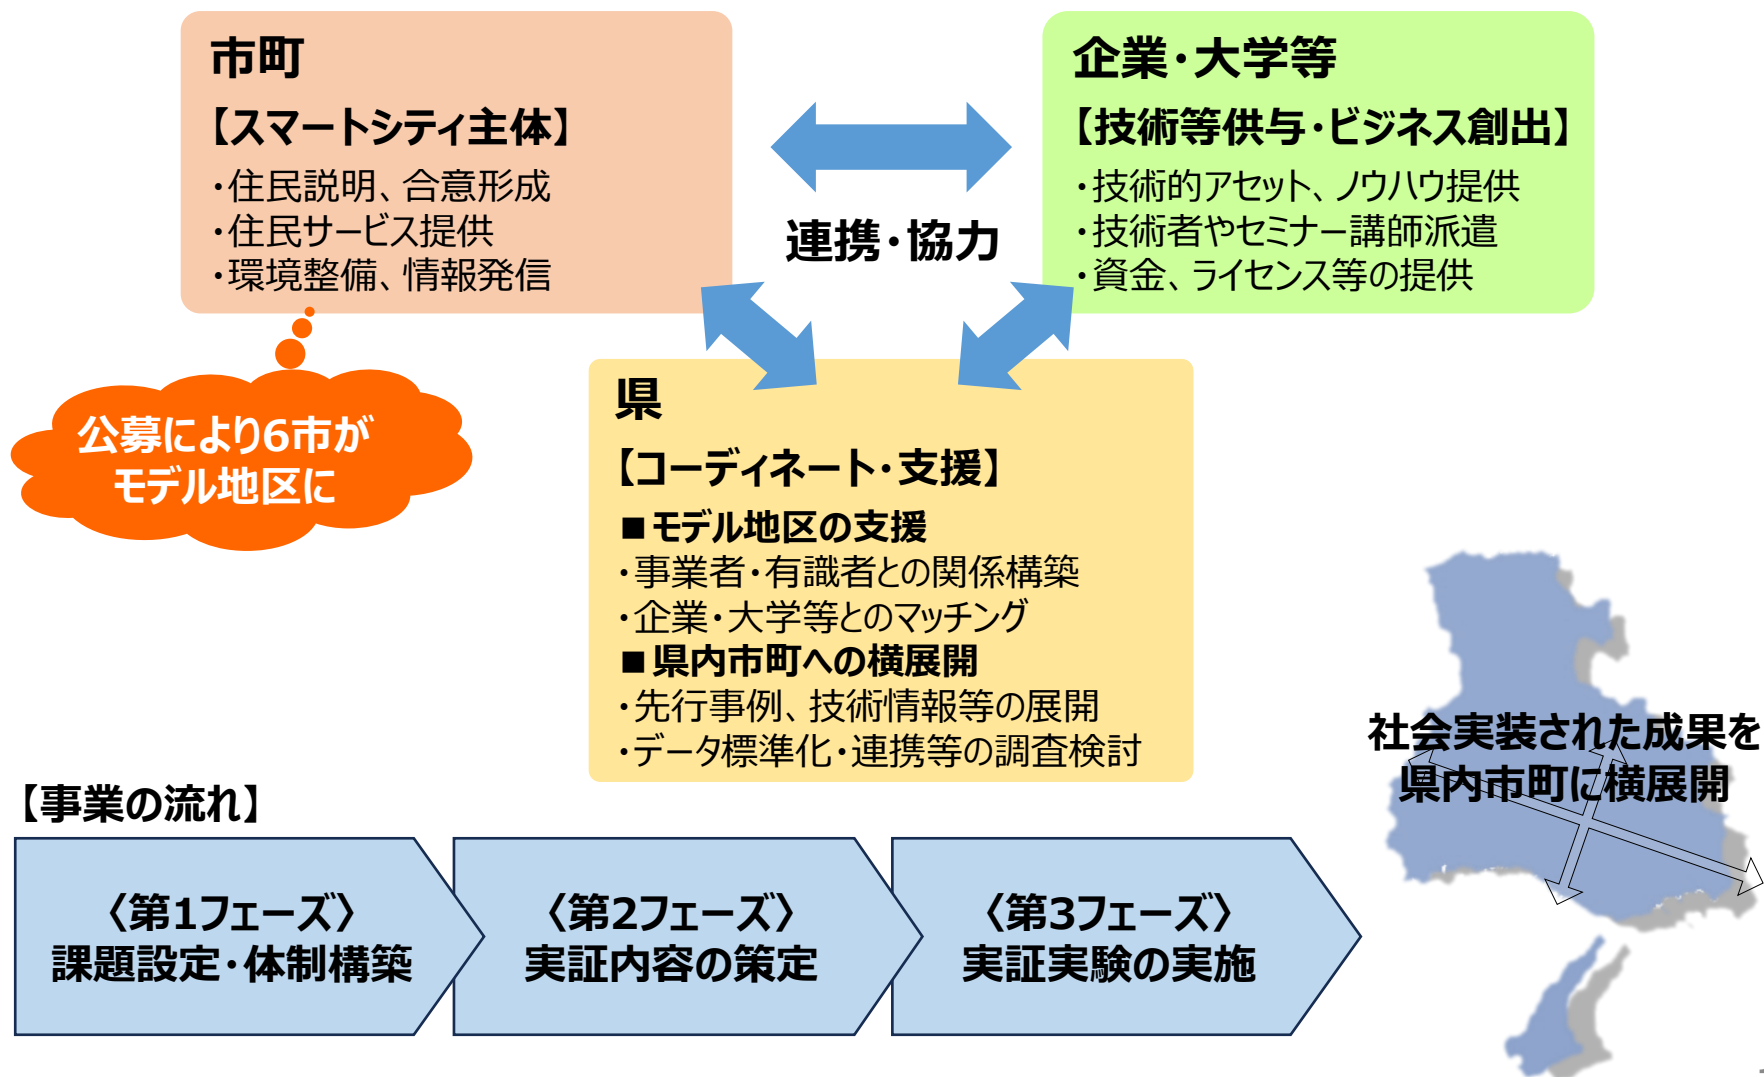 市町
【スマートシティ主体】
・住民説明、合意形成
・住民サービス提供
・環境整備、情報発信
企業・大学等
【技術等供与・ビジネス創出】
・技術的アセット、ノウハウ提供
・技術者やセミナー講師派遣
・資金、ライセンス等の提供
連携・協力
公募により6市が
モデル地区に
県
【コーディネート・支援】
■モデル地区の支援
・事業者・有識者との関係構築
・企業・大学等とのマッチング
■県内市町への横展開
・先行事例、技術情報等の展開
・データ標準化・連携等の調査検討
社会実装された成果を
県内市町に横展開
【事業の流れ】
〈第1フェーズ〉
課題設定・体制構築
〈第2フェーズ〉
実証内容の策定
〈第3フェーズ〉
実証実験の実施